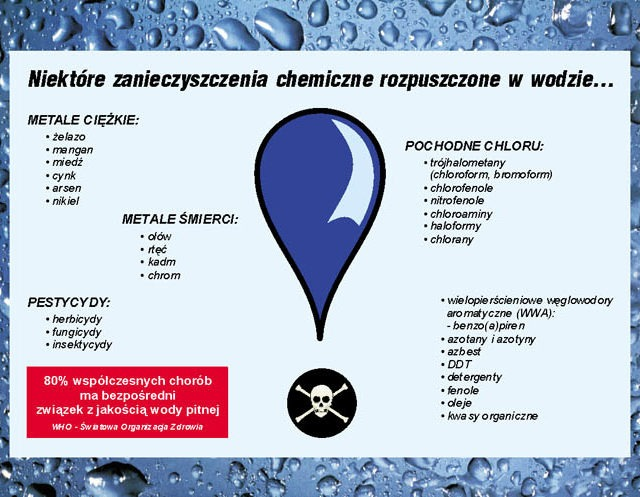 Niektóre zanieczyszczenia chemiczne rozpuszczone w wodzie...
METALE CIĘŻKIE:
• żelazo
• mangan
• miedź
• cynk
• arsen
• nikiel
METALE ŚMIERCI:
• ołów
• rtęć
• kadm
• chrom
PESTYCYDY:
• herbicydy
• fungicydy
• insektycydy
80% współczesnych chorób
ma bezpośredni
związek z jakością wody pitnej
WHO - Światowa Organizacja Zdrowia
POCHODNE CHLORU:
• trójhalometany
(chloroform, bromoform)
• chlorofenole
• nitrofenole
• chloroaminy
• haloformy
• chlorany
• wielopierścieniowe węglowodory
aromatyczne (WWA):
- benzo(a)piren
• azotany i azotyny
• azbest
• DDT
• detergenty
• fenole
• oleje
• kwasy organiczne